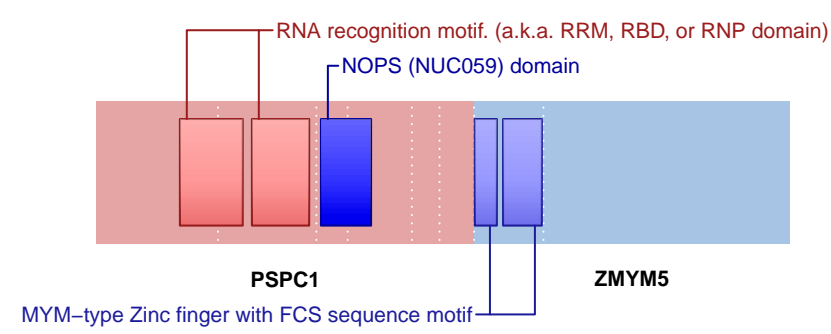 RNA recognition motif. (a.k.a. RRM, RBD, or RNP domain)
NOPS (NUC059) domain
PSPC1
ZMYM5
MYM−type Zinc finger with FCS sequence motif